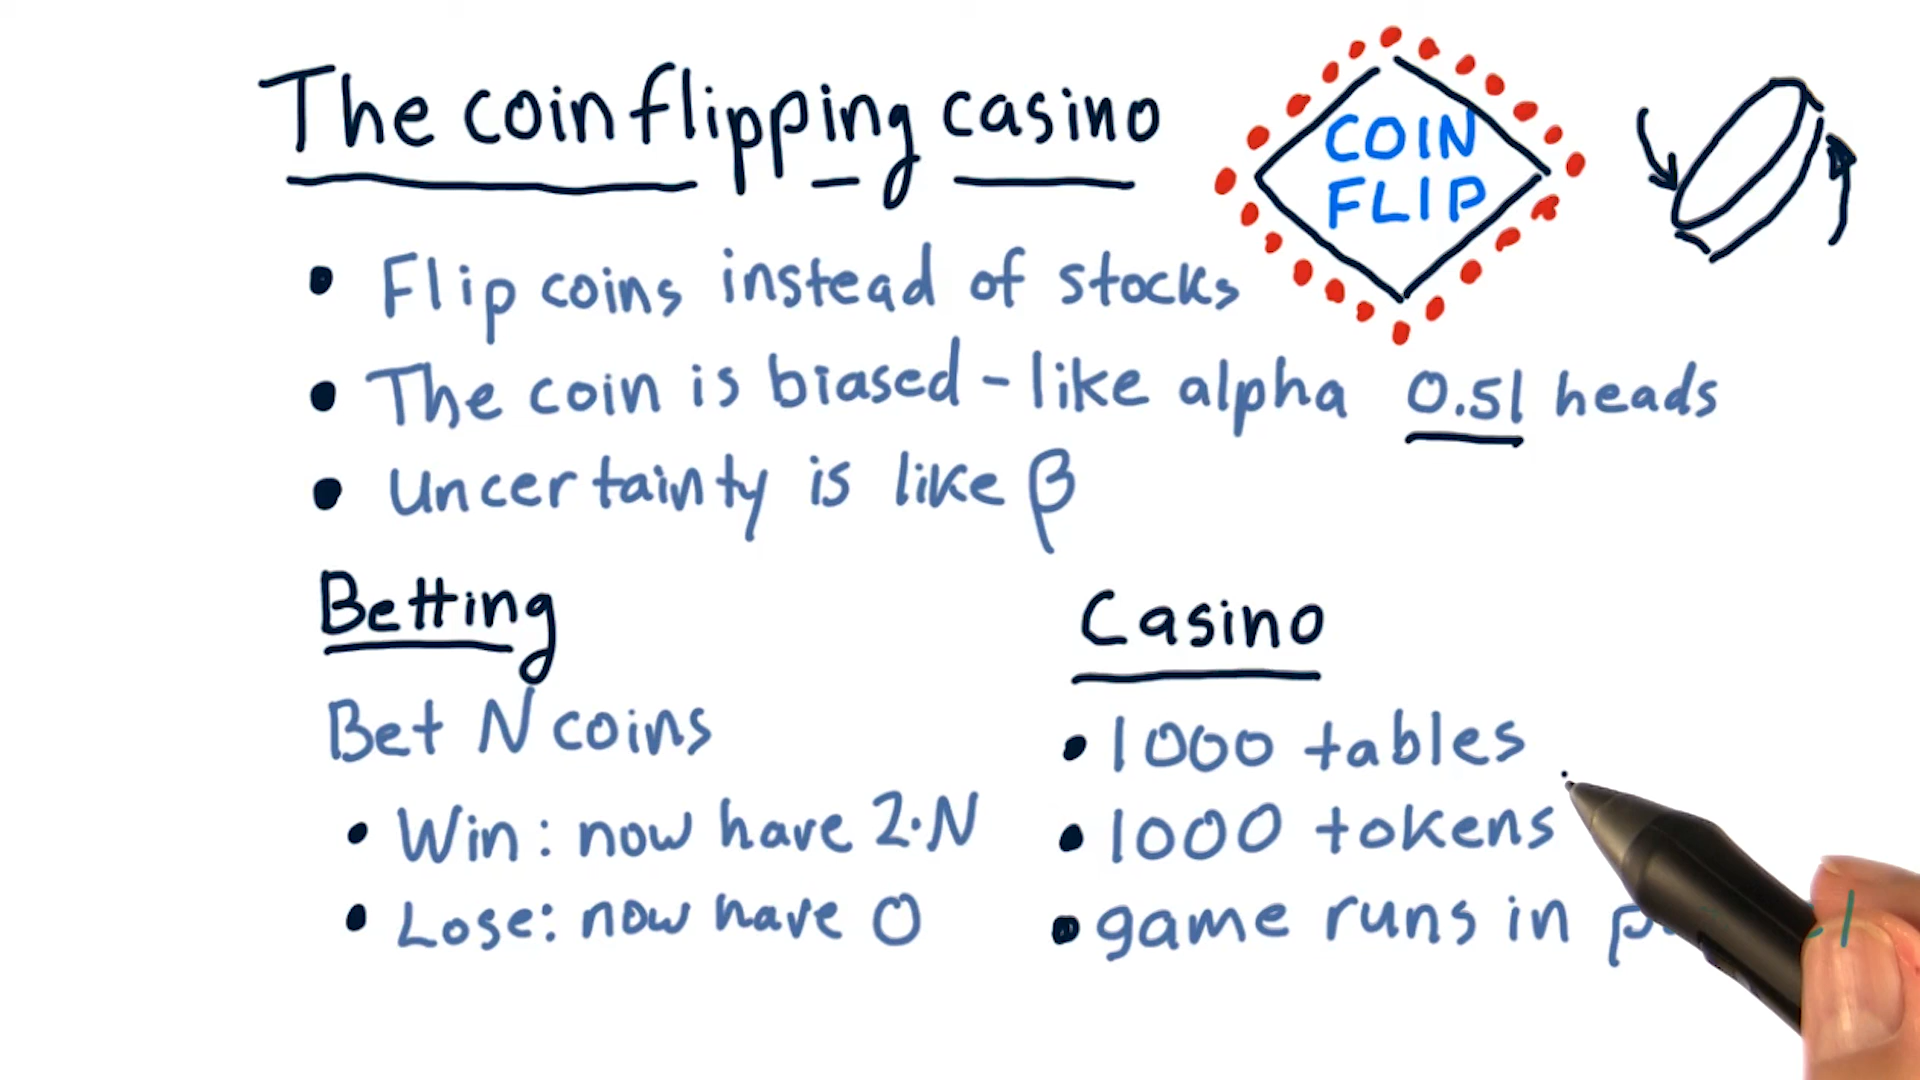 The coin flipping casino
COIN
FLIP
• Flip coins instead of stocks
• The coin is biased - like alpha 0.51 heads
• Uncertainty is like β
Betting
Bet N coins
• Win: now have 2·N
• Lose: now have 0
Casino
• 1000 tables
• 1000 tokens
• game runs in